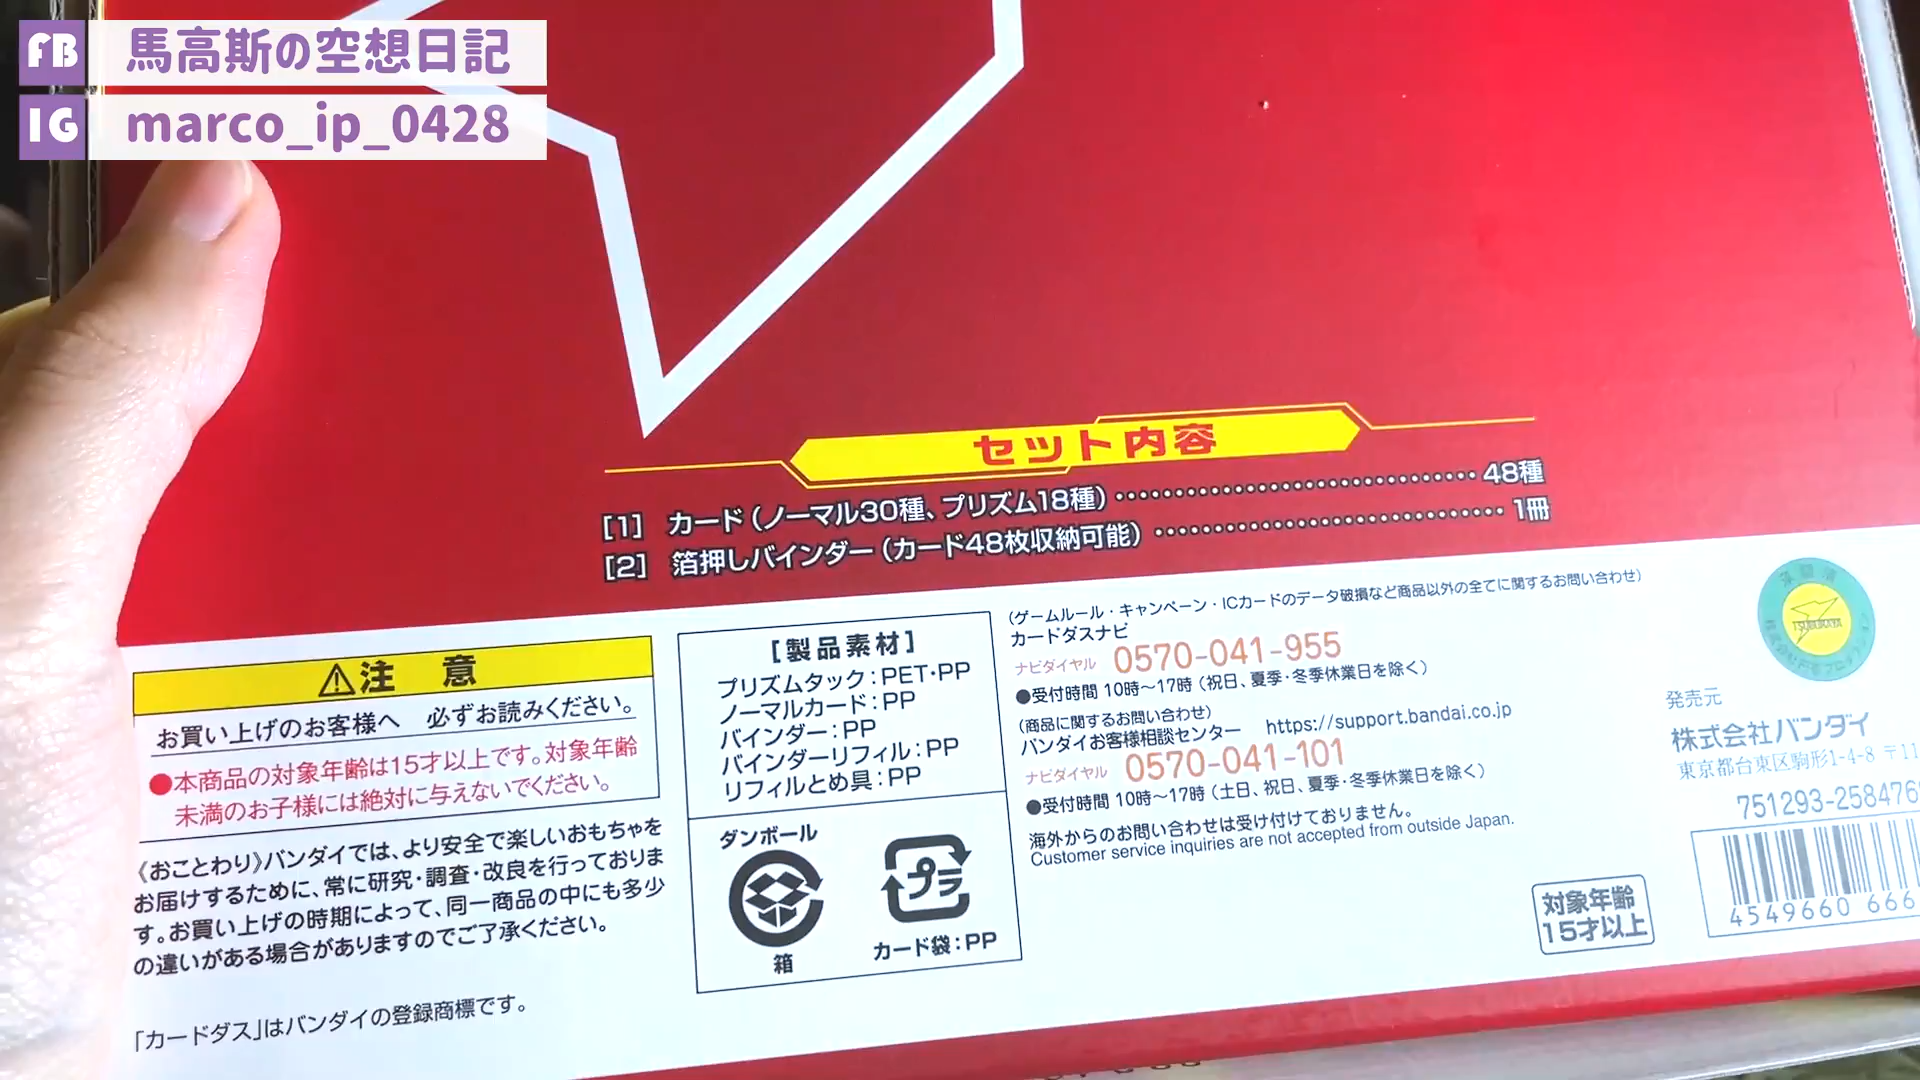 FB 馬高斯の空想日記
IG marco_ip_0428
セット内容
[1] カード（ノーマル30種、プリズム18種）…………………… 48種
[2] 箔押しバインダー（カード48枚収納可能）…………………… 1冊
⚠注 意
お買い上げのお客様へ 必ずお読みください。
●本商品の対象年齢は15才以上です。対象年齢
未満のお子様には絶対に与えないでください。
《おことわり》バンダイでは、より安全で楽しいおもちゃを
お届けするために、常に研究・調査・改良を行っておりま
す。お買い上げの時期によって、同一商品の中にも多少
の違いがある場合がありますのでご了承ください。
「カードダス」はバンダイの登録商標です。
[製品素材]
プリズムタック：PET・PP
ノーマルカード：PP
バインダー：PP
バインダーリフィル：PP
リフィルとめ具：PP
ダンボール
箱
プラ
カード袋：PP
（ゲームルール・キャンペーン・ICカードのデータ破損など商品以外の全てに関するお問い合わせ）
カードダスナビ
ナビダイヤル 0570-041-955
●受付時間 10時〜17時（祝日、夏季・冬季休業日を除く）
（商品に関するお問い合わせ）
バンダイお客様相談センター https://support.bandai.co.jp
ナビダイヤル 0570-041-101
●受付時間 10時〜17時（土日、祝日、夏季・冬季休業日を除く）
海外からのお問い合わせは受け付けておりません。
Customer service inquiries are not accepted from outside Japan.
対象年齢
15才以上
TSUBURAYA
発売元
株式会社バンダイ
東京都台東区駒形1-4-8 〒11
751293-258476
4549660 666